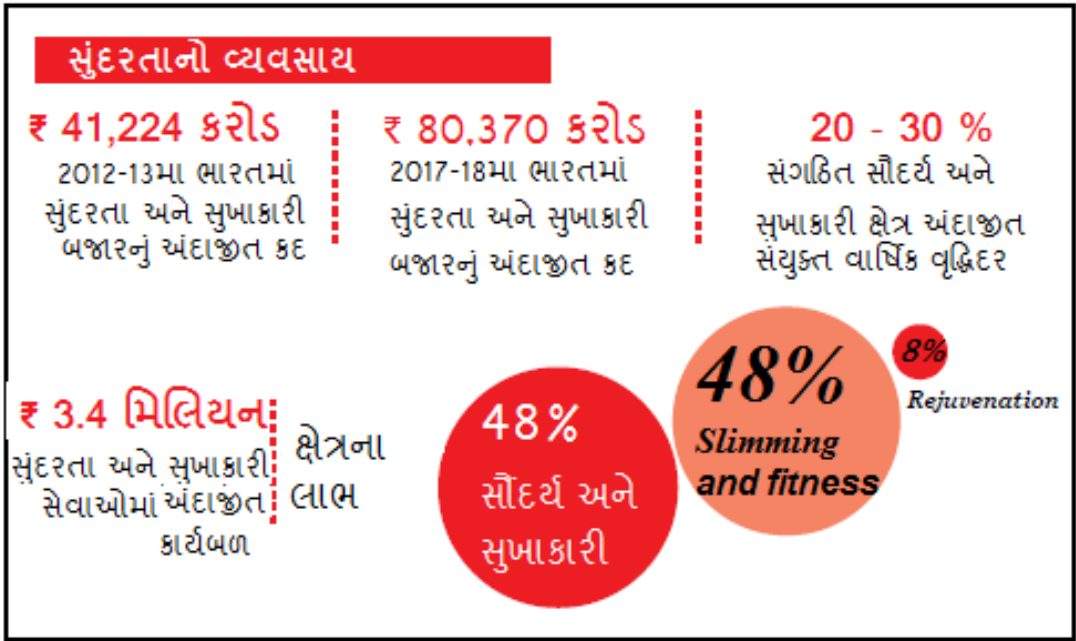 સુંદરતાનો વ્યવસાય
₹ 41,224 કરોડ
2012-13મા ભારતમાં
સુંદરતા અને સુખાકારી
બજારનું અંદાજીત કદ
₹ 80,370 કરોડ
2017-18મા ભારતમાં
સુંદરતા અને સુખાકારી
બજારનું અંદાજીત કદ
20 - 30 %
સંગઠિત સૌદર્ય અને
સુખાકારી ક્ષેત્ર અંદાજીત
સંયુક્ત વાર્ષિક વૃદ્ધિદર
₹ 3.4 મિલિયન
સુંદરતા અને સુખાકારી
સેવાઓમાં અંદાજીત
કાર્યબળ
ક્ષેત્રના
લાભ
48%
સૌંદર્ય અને
સુખાકારી
48%
Slimming
and fitness
8%
Rejuvenation